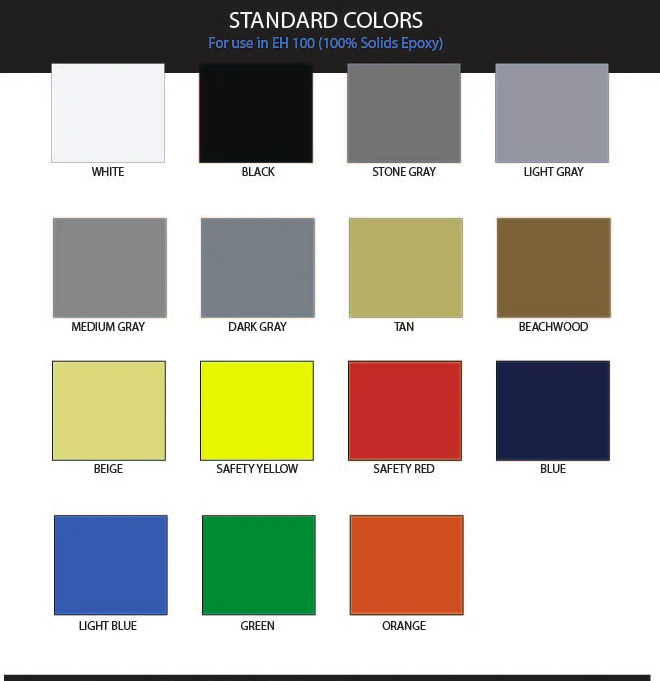 STANDARD COLORS
For use in EH 100 (100% Solids Epoxy)
WHITE
BLACK
STONE GRAY
LIGHT GRAY
MEDIUM GRAY
DARK GRAY
TAN
BEACHWOOD
BEIGE
SAFETY YELLOW
SAFETY RED
BLUE
LIGHT BLUE
GREEN
ORANGE